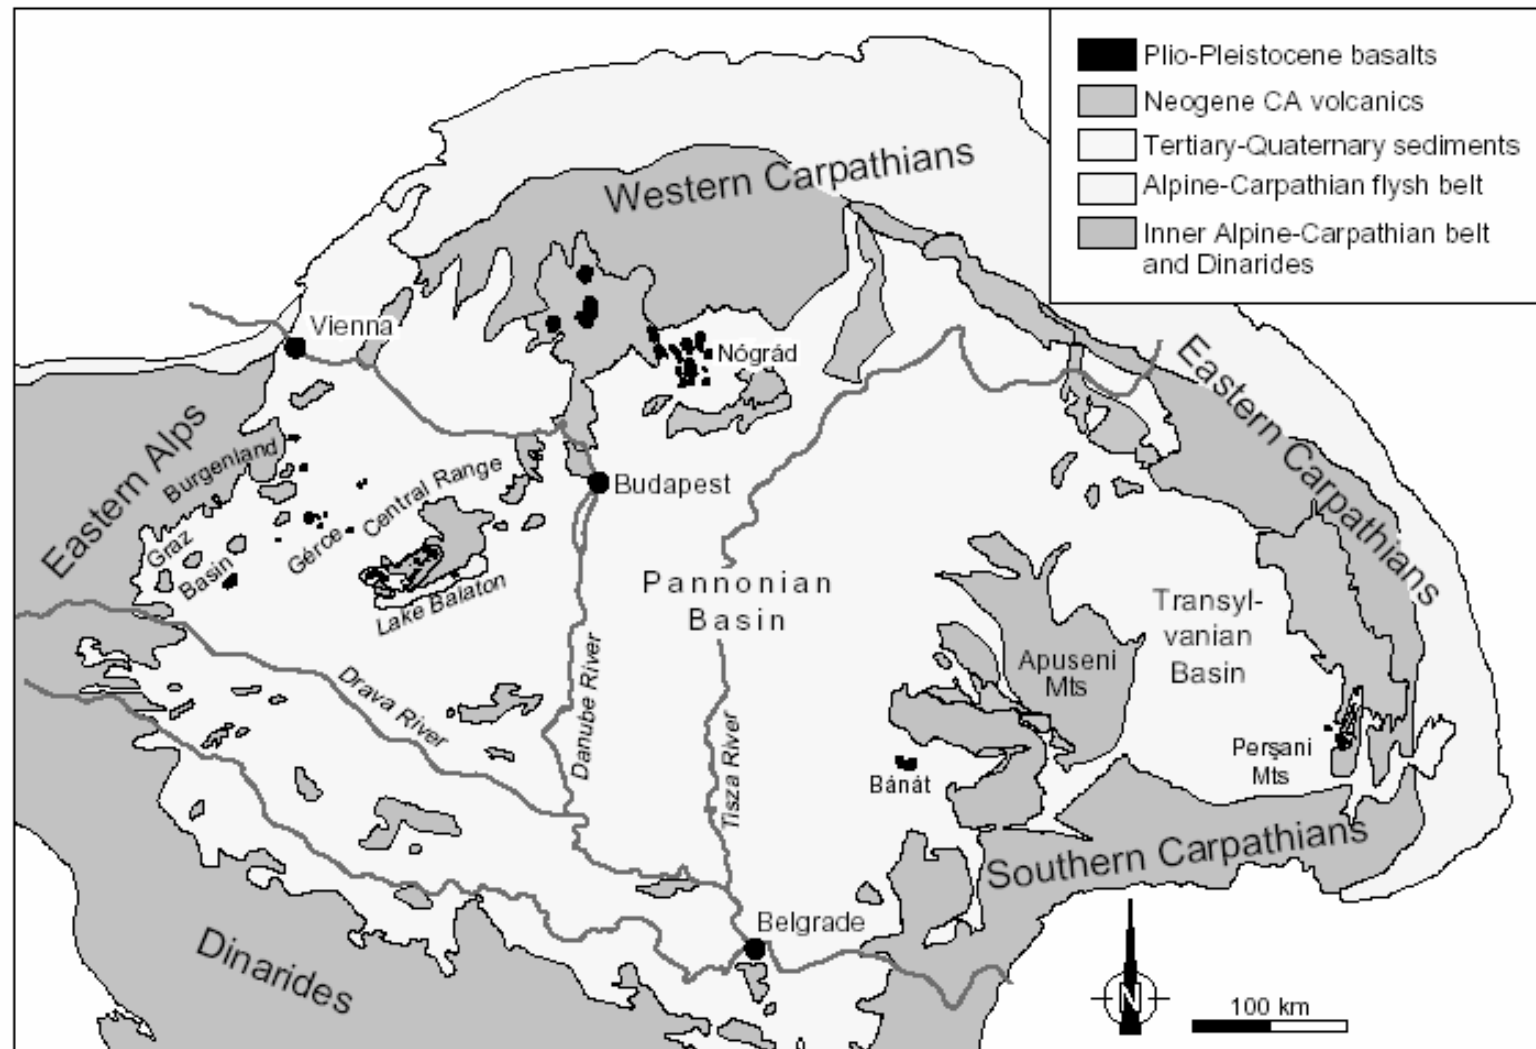 Plio-Pleistocene basalts
Neogene CA volcanics
Tertiary-Quaternary sediments
Alpine-Carpathian flysh belt
Inner Alpine-Carpathian belt
and Dinarides
Western Carpathians
Vienna
Nógrád
Eastern Carpathians
Eastern Alps
Burgenland
Central Range
Budapest
Graz
Basin
Gérce
Lake Balaton
Pannonian
Basin
Transyl-
vanian
Basin
Apuseni
Mts
Drava River
Danube River
Tisza River
Perşani
Mts
Bánát
Southern Carpathians
Belgrade
Dinarides
N
100 km